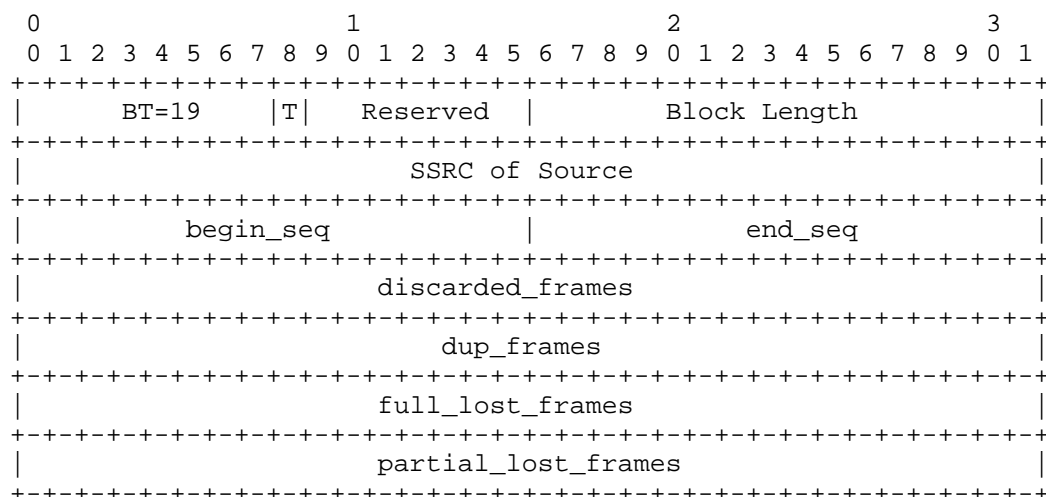 0                   1                   2                   3
 0 1 2 3 4 5 6 7 8 9 0 1 2 3 4 5 6 7 8 9 0 1 2 3 4 5 6 7 8 9 0 1
+-+-+-+-+-+-+-+-+-+-+-+-+-+-+-+-+-+-+-+-+-+-+-+-+-+-+-+-+-+-+-+-+
|      BT=19    |T|   Reserved  |        Block Length           |
+-+-+-+-+-+-+-+-+-+-+-+-+-+-+-+-+-+-+-+-+-+-+-+-+-+-+-+-+-+-+-+-+
|                        SSRC of Source                         |
+-+-+-+-+-+-+-+-+-+-+-+-+-+-+-+-+-+-+-+-+-+-+-+-+-+-+-+-+-+-+-+-+
|          begin_seq            |             end_seq           |
+-+-+-+-+-+-+-+-+-+-+-+-+-+-+-+-+-+-+-+-+-+-+-+-+-+-+-+-+-+-+-+-+
|                      discarded_frames                         |
+-+-+-+-+-+-+-+-+-+-+-+-+-+-+-+-+-+-+-+-+-+-+-+-+-+-+-+-+-+-+-+-+
|                          dup_frames                           |
+-+-+-+-+-+-+-+-+-+-+-+-+-+-+-+-+-+-+-+-+-+-+-+-+-+-+-+-+-+-+-+-+
|                      full_lost_frames                         |
+-+-+-+-+-+-+-+-+-+-+-+-+-+-+-+-+-+-+-+-+-+-+-+-+-+-+-+-+-+-+-+-+
|                      partial_lost_frames                      |
+-+-+-+-+-+-+-+-+-+-+-+-+-+-+-+-+-+-+-+-+-+-+-+-+-+-+-+-+-+-+-+-+